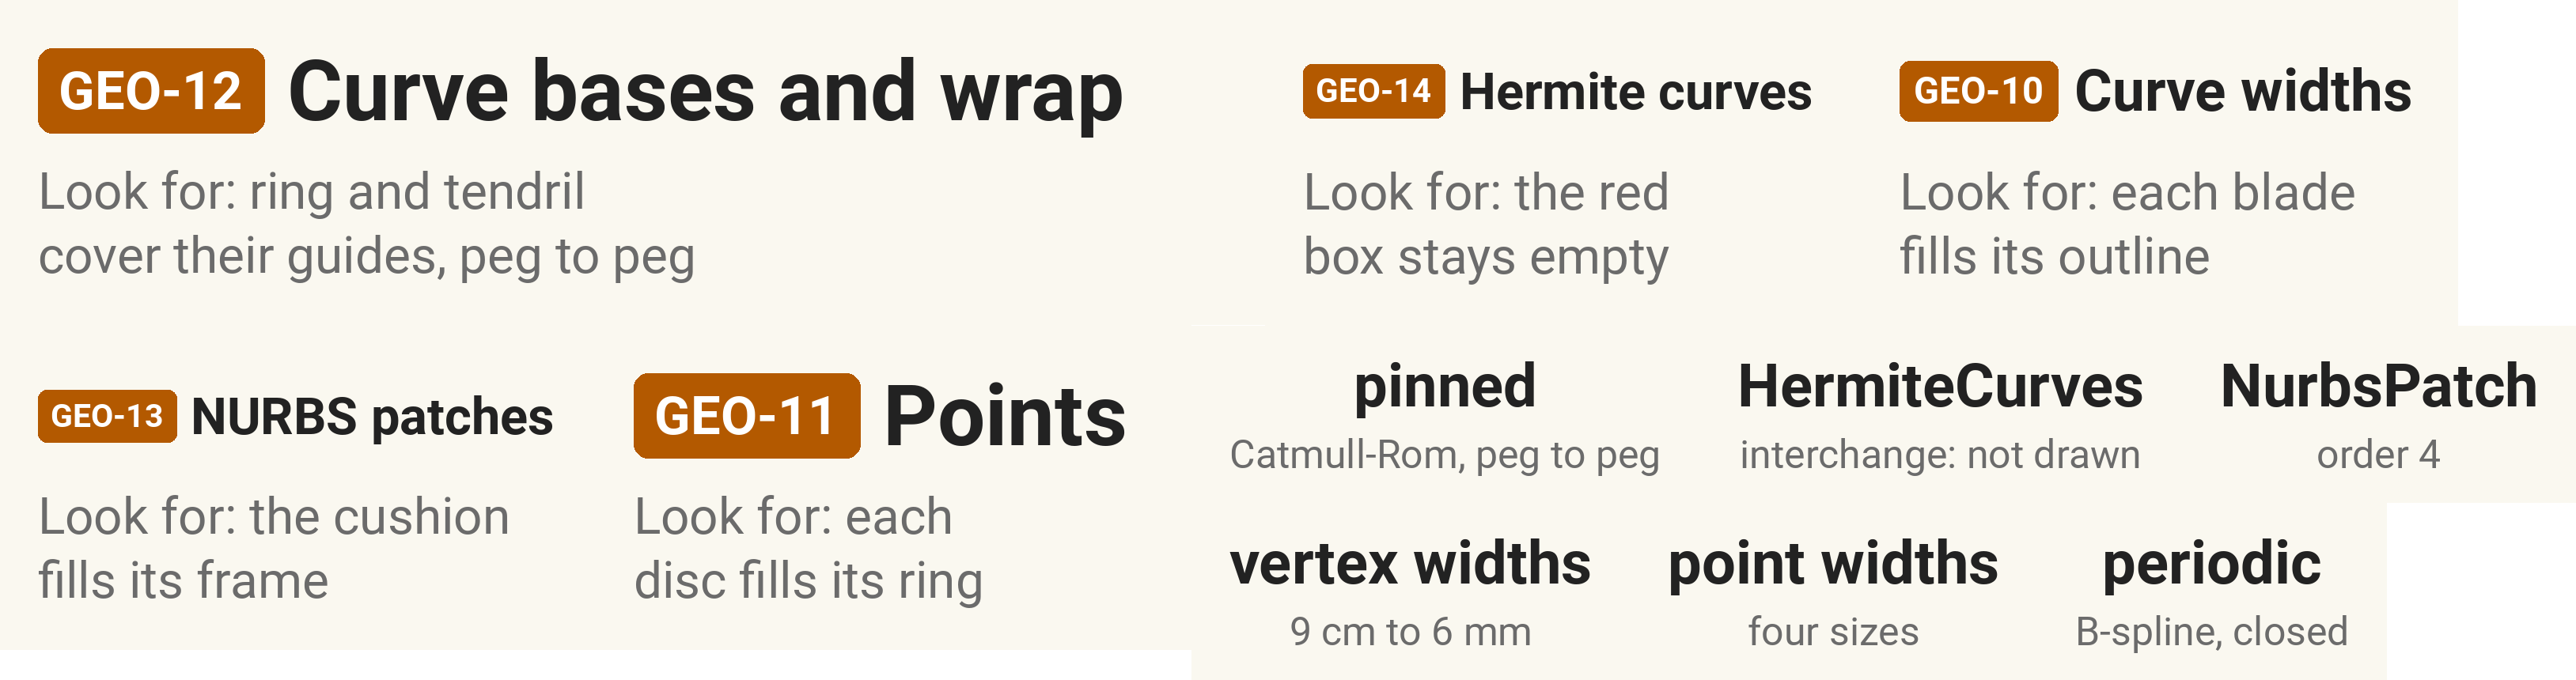 GEO-12 Curve bases and wrap
Look for: ring and tendril
cover their guides, peg to peg
GEO-14 Hermite curves
Look for: the red
box stays empty
GEO-10 Curve widths
Look for: each blade
fills its outline
GEO-13 NURBS patches
Look for: the cushion
fills its frame
GEO-11 Points
Look for: each
disc fills its ring
pinned
Catmull-Rom, peg to peg
HermiteCurves
interchange: not drawn
NurbsPatch
order 4
vertex widths
9 cm to 6 mm
point widths
four sizes
periodic
B-spline, closed